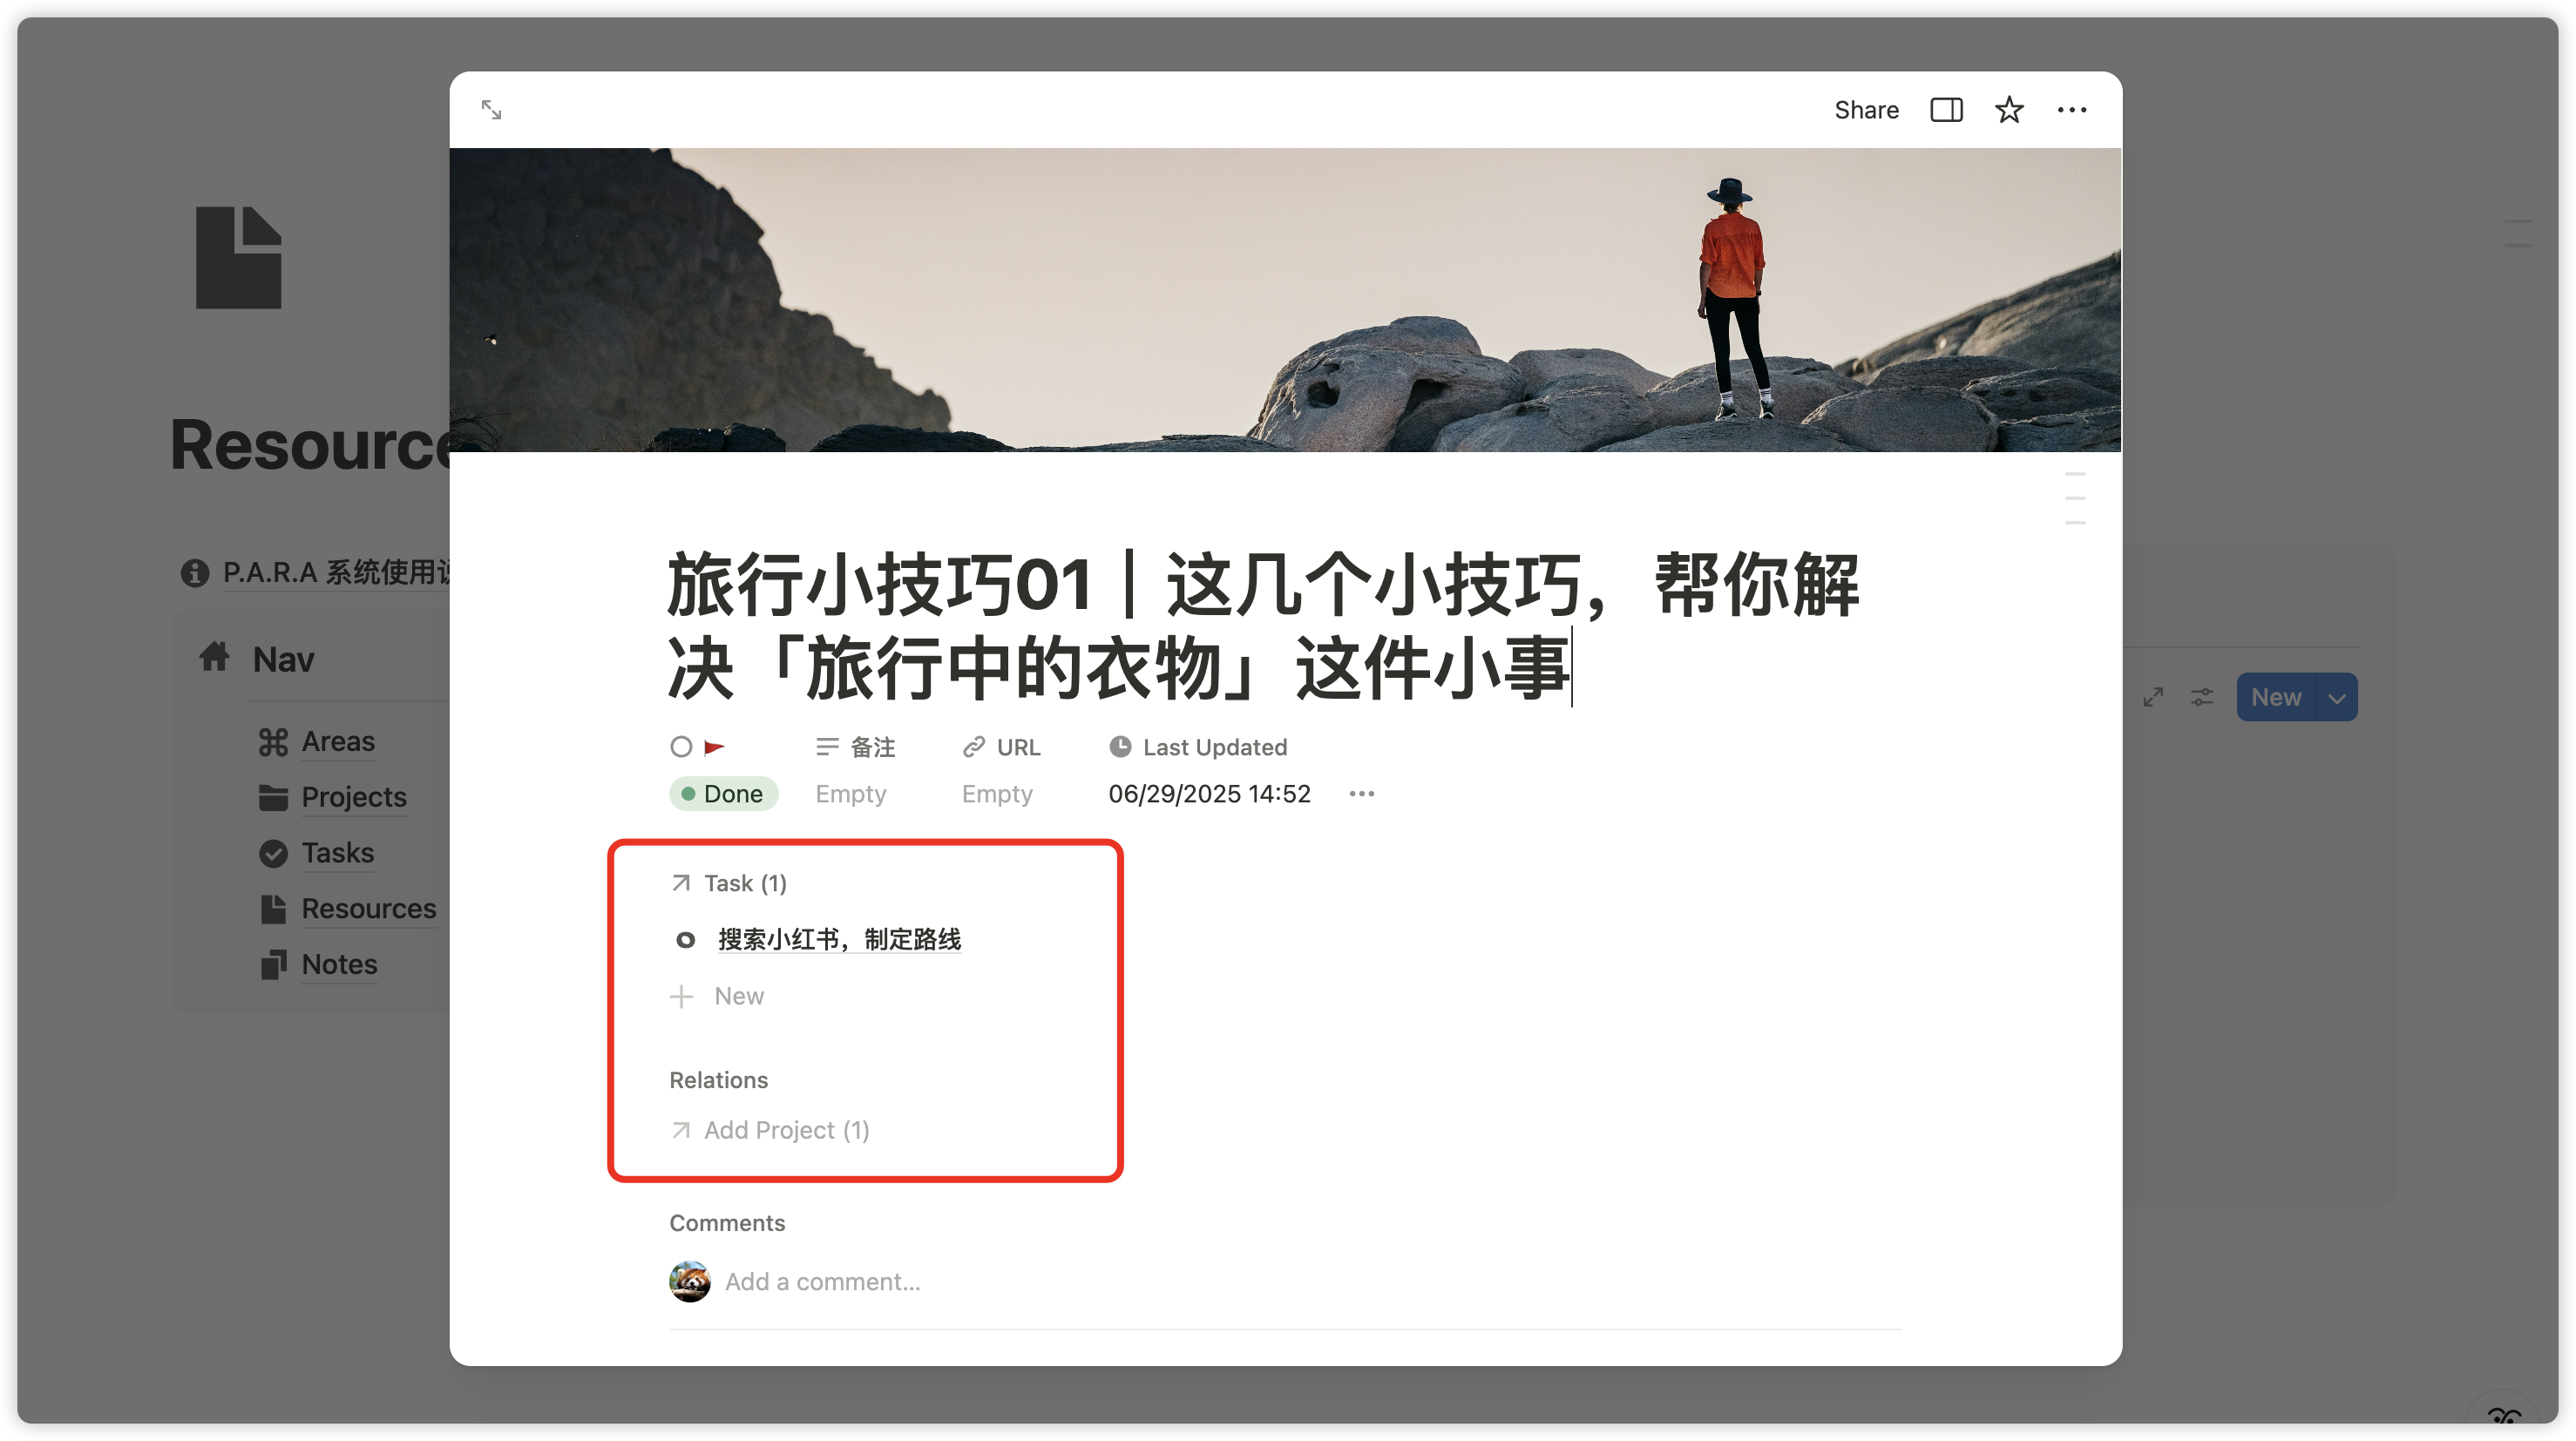 Share
Resourc
P.A.R.A 系统使用
Nav
Areas
Projects
Tasks
Resources
Notes
New
旅行小技巧01｜这几个小技巧，帮你解
决「旅行中的衣物」这件小事
备注 URL Last Updated
Done Empty Empty 06/29/2025 14:52
Task (1)
搜索小红书，制定路线
New
Relations
Add Project (1)
Comments
Add a comment...